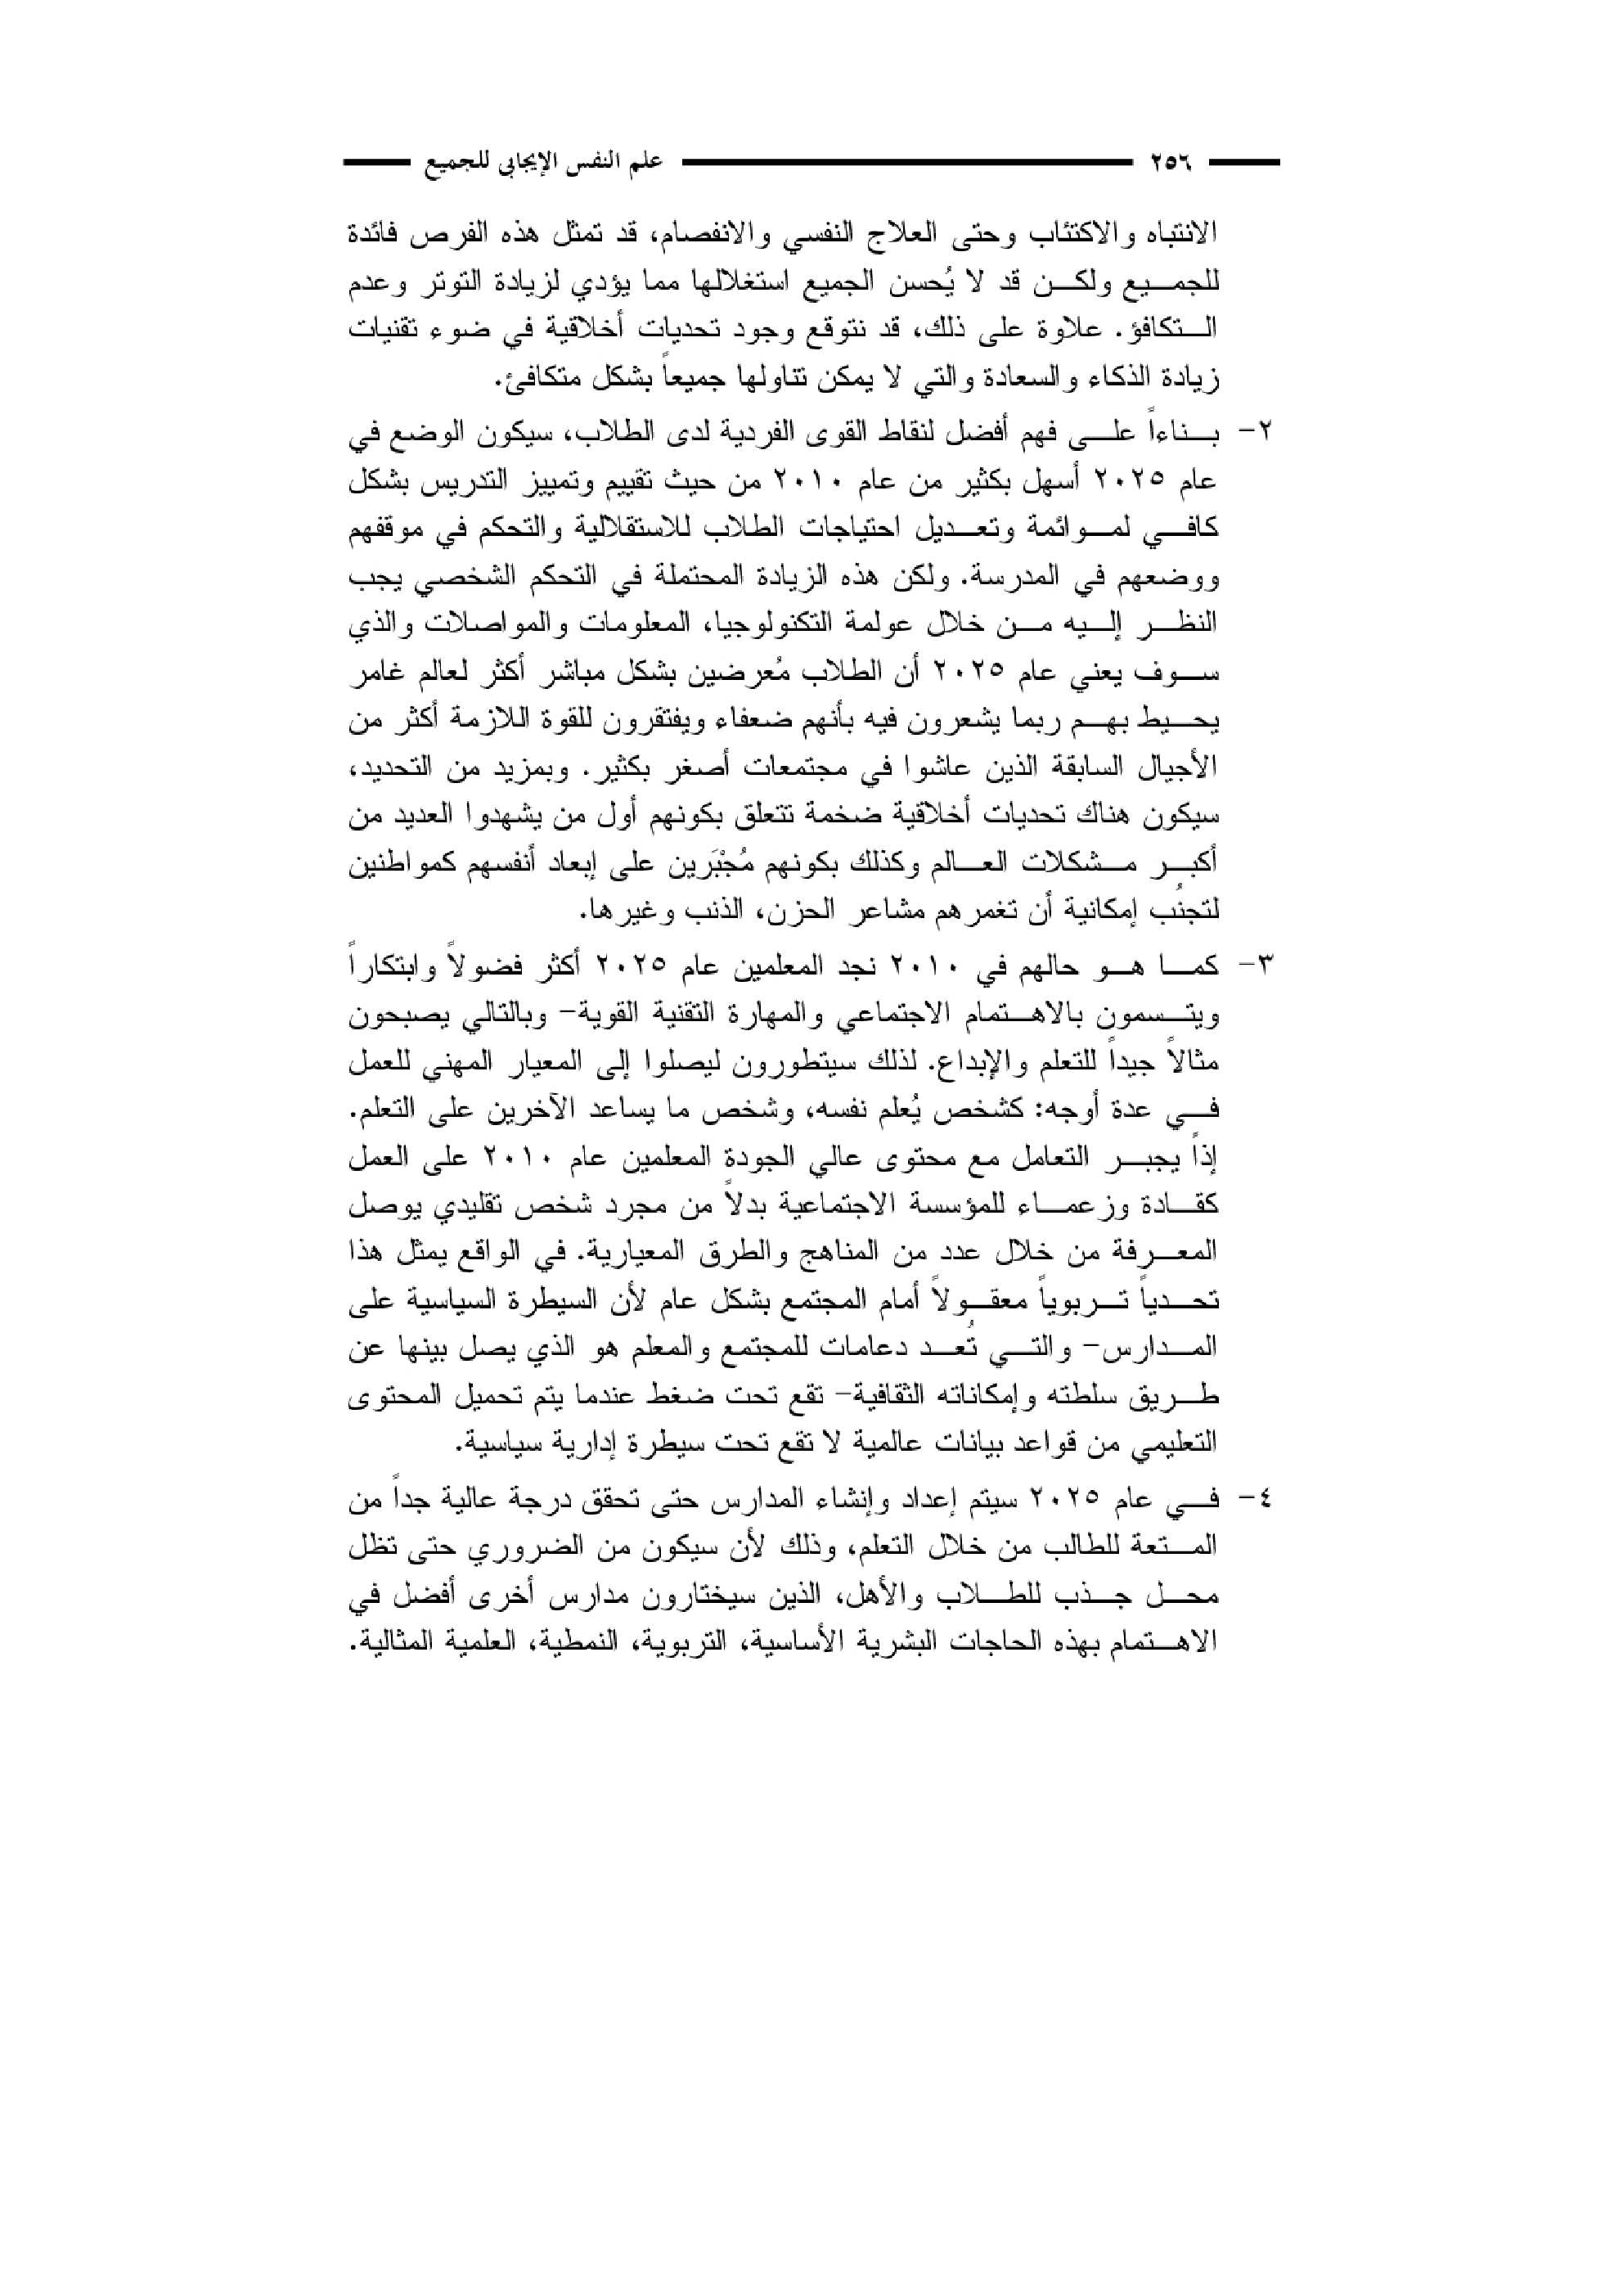 ٢٥٦ علم النفس الإيجابي للجميع
الانتباه والاكتئاب وحتى العلاج النفسي والانفصام، قد تمثل هذه الفرص فائدة
للجميع ولكن قد لا يُحسن الجميع استغلالها مما يؤدي لزيادة التوتر وعدم
التكافؤ. علاوة على ذلك، قد نتوقع وجود تحديات أخلاقية في ضوء تقنيات
زيادة الذكاء والسعادة والتي لا يمكن تناولها جميعاً بشكل متكافئ.
٢- بناءاً على فهم أفضل لنقاط القوى الفردية لدى الطلاب، سيكون الوضع في
عام ٢٠٢٥ أسهل بكثير من عام ٢٠١٠ من حيث تقييم وتمييز التدريس بشكل
كافي لموائمة وتعديل احتياجات الطلاب للاستقلالية والتحكم في موقفهم
ووضعهم في المدرسة. ولكن هذه الزيادة المحتملة في التحكم الشخصي يجب
النظر إليه من خلال عولمة التكنولوجيا، المعلومات والمواصلات والذي
سوف يعني عام ٢٠٢٥ أن الطلاب مُعرضين بشكل مباشر أكثر لعالم غامر
يحيط بهم ربما يشعرون فيه بأنهم ضعفاء ويفتقرون للقوة اللازمة أكثر من
الأجيال السابقة الذين عاشوا في مجتمعات أصغر بكثير. وبمزيد من التحديد،
سيكون هناك تحديات أخلاقية ضخمة تتعلق بكونهم أول من يشهدوا العديد من
أكبر مشكلات العالم وكذلك بكونهم مُجْبَرين على إبعاد أنفسهم كمواطنين
لتجنُب إمكانية أن تغمرهم مشاعر الحزن، الذنب وغيرها.
٣- كما هو حالهم في ٢٠١٠ نجد المعلمين عام ٢٠٢٥ أكثر فضولاً وابتكاراً
ويتسمون بالاهتمام الاجتماعي والمهارة التقنية القوية- وبالتالي يصبحون
مثالاً جيداً للتعلم والإبداع. لذلك سيتطورون ليصلوا إلى المعيار المهني للعمل
في عدة أوجه: كشخص يُعلم نفسه، وشخص ما يساعد الآخرين على التعلم.
إذاً يجبر التعامل مع محتوى عالي الجودة المعلمين عام ٢٠١٠ على العمل
كقادة وزعماء للمؤسسة الاجتماعية بدلاً من مجرد شخص تقليدي يوصل
المعرفة من خلال عدد من المناهج والطرق المعيارية. في الواقع يمثل هذا
تحدياً تربوياً معقولاً أمام المجتمع بشكل عام لأن السيطرة السياسية على
المدارس- والتي تُعد دعامات للمجتمع والمعلم هو الذي يصل بينها عن
طريق سلطته وإمكاناته الثقافية- تقع تحت ضغط عندما يتم تحميل المحتوى
التعليمي من قواعد بيانات عالمية لا تقع تحت سيطرة إدارية سياسية.
٤- في عام ٢٠٢٥ سيتم إعداد وإنشاء المدارس حتى تحقق درجة عالية جداً من
المتعة للطالب من خلال التعلم، وذلك لأن سيكون من الضروري حتى تظل
محل جذب للطلاب والأهل، الذين سيختارون مدارس أخرى أفضل في
الاهتمام بهذه الحاجات البشرية الأساسية، التربوية، النمطية، العلمية المثالية.